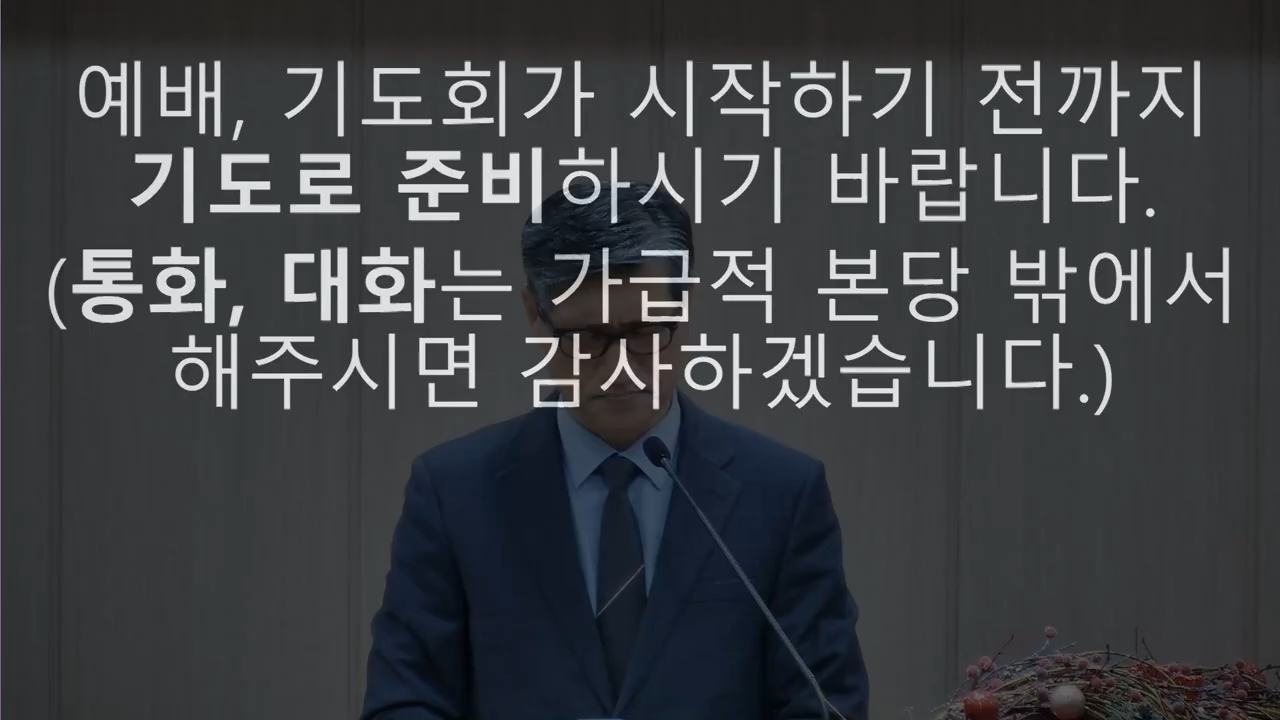 예배, 기도회가 시작하기 전까지
기도로 준비하시기 바랍니다.
(통화, 대화는 가급적 본당 밖에서
해주시면 감사하겠습니다.)